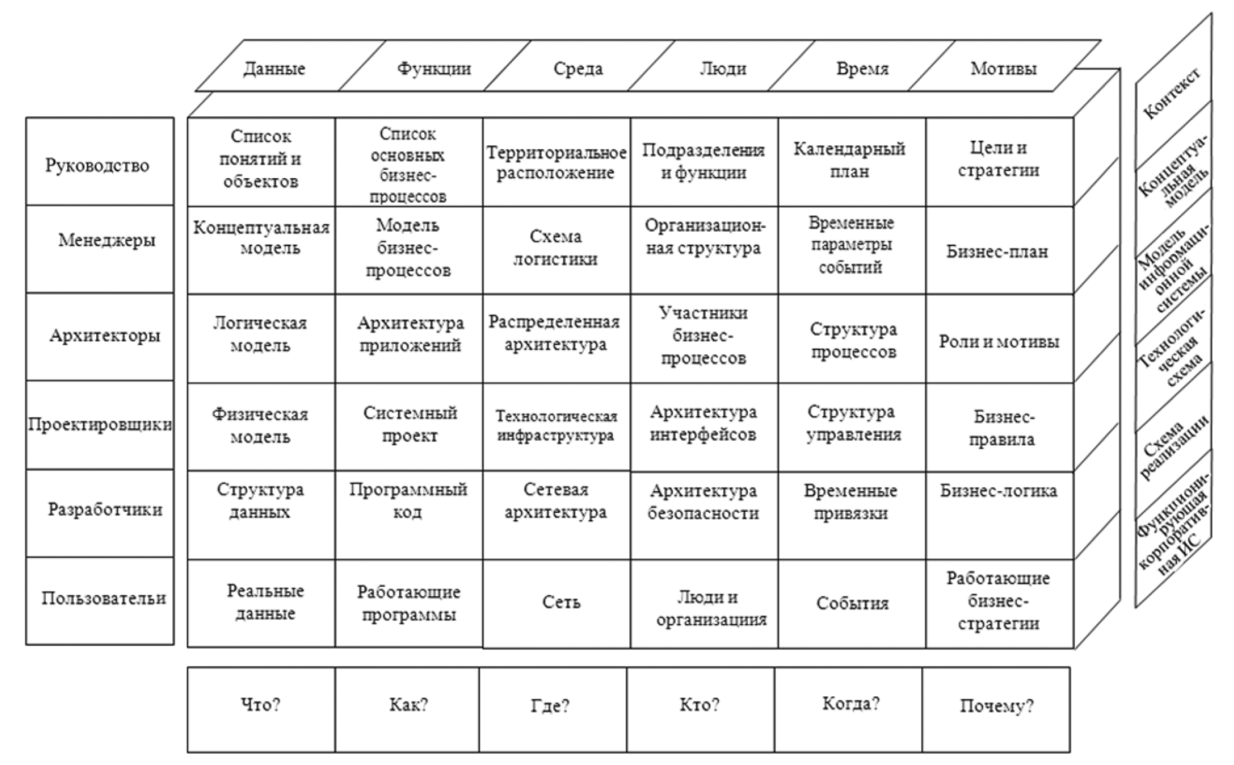 Данные
Функции
Среда
Люди
Время
Мотивы
Руководство
Список
понятий и
объектов
Список
основных
бизнес-
процессов
Территориальное
расположение
Подразделения
и функции
Календарный
план
Цели и
стратегии
Контекст
Менеджеры
Концептуальная
модель
Модель
бизнес-
процессов
Схема
логистики
Организацион-
ная структура
Временные
параметры
событий
Бизнес-план
Концептуа-
льная
модель
Архитекторы
Логическая
модель
Архитектура
приложений
Распределенная
архитектура
Участники
бизнес-
процессов
Структура
процессов
Роли и мотивы
Модель
информаци-
онной
системы
Проектировщики
Физическая
модель
Системный
проект
Технологическая
инфраструктура
Архитектура
интерфейсов
Структура
управления
Бизнес-
правила
Технологи-
ческая
схема
Разработчики
Структура
данных
Программный
код
Сетевая
архитектура
Архитектура
безопасности
Временные
привязки
Бизнес-логика
Схема
реализации
Пользовательи
Реальные
данные
Работающие
программы
Сеть
Люди и
организациия
События
Работающие
бизнес-
стратегии
Функциони-
рующая
корпоратив-
ная ИС
Что?
Как?
Где?
Кто?
Когда?
Почему?